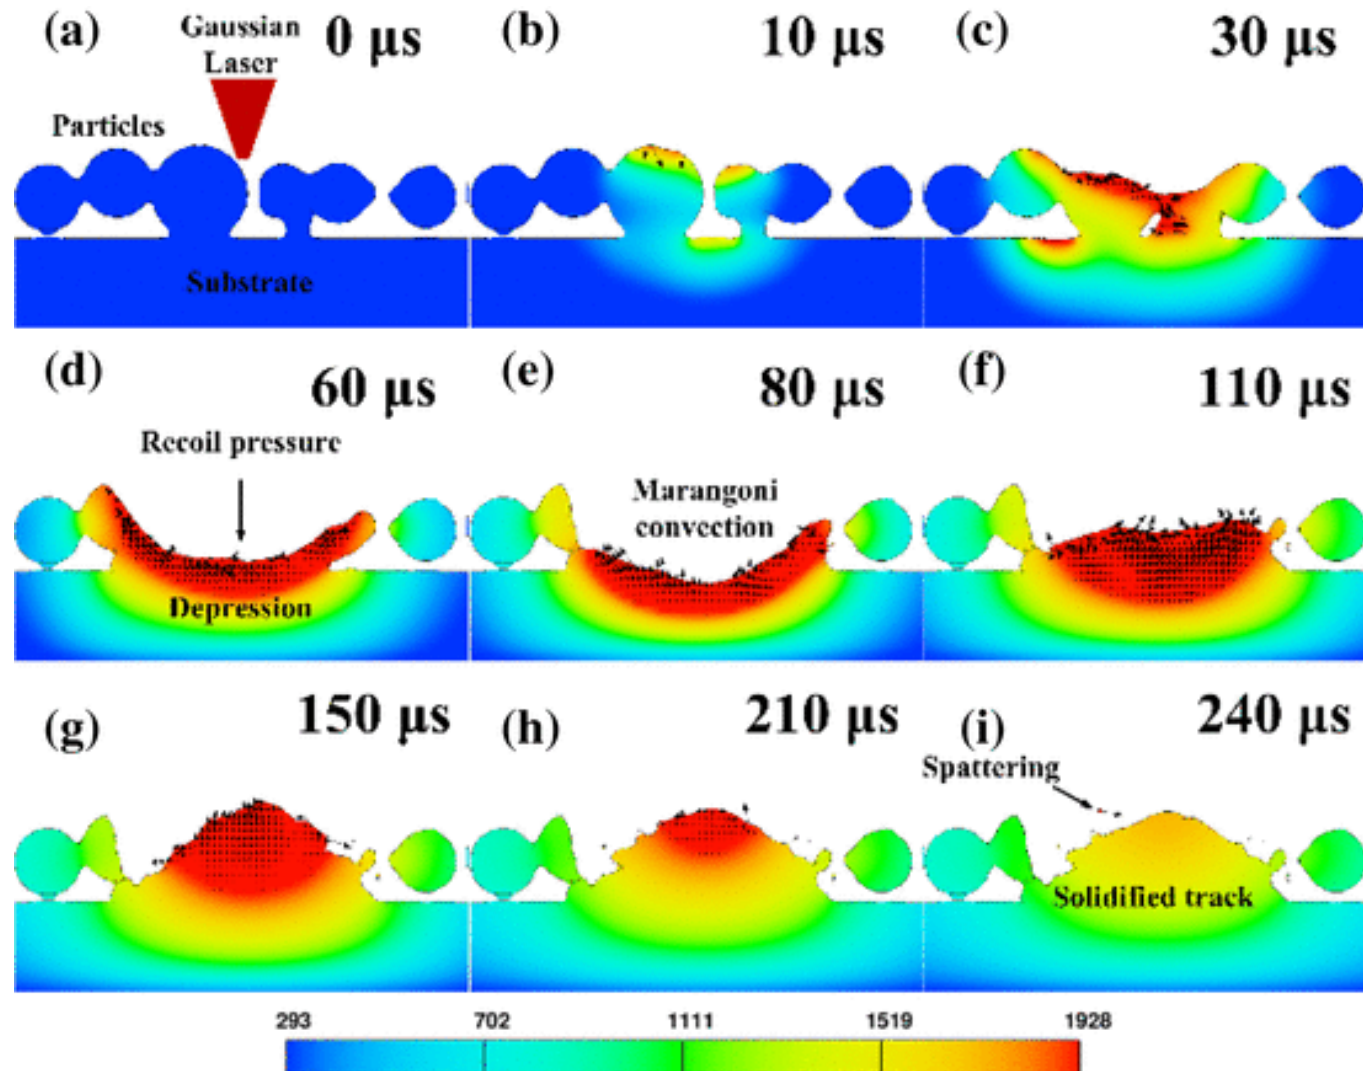 (a)
Gaussian
Laser
0 μs
Particles
Substrate
(b)
10 μs
(c)
30 μs
(d)
60 μs
Recoil pressure
Depression
(e)
80 μs
Marangoni
convection
(f)
110 μs
(g)
150 μs
(h)
210 μs
(i)
240 μs
Spattering
Solidified track
293 702 1111 1519 1928